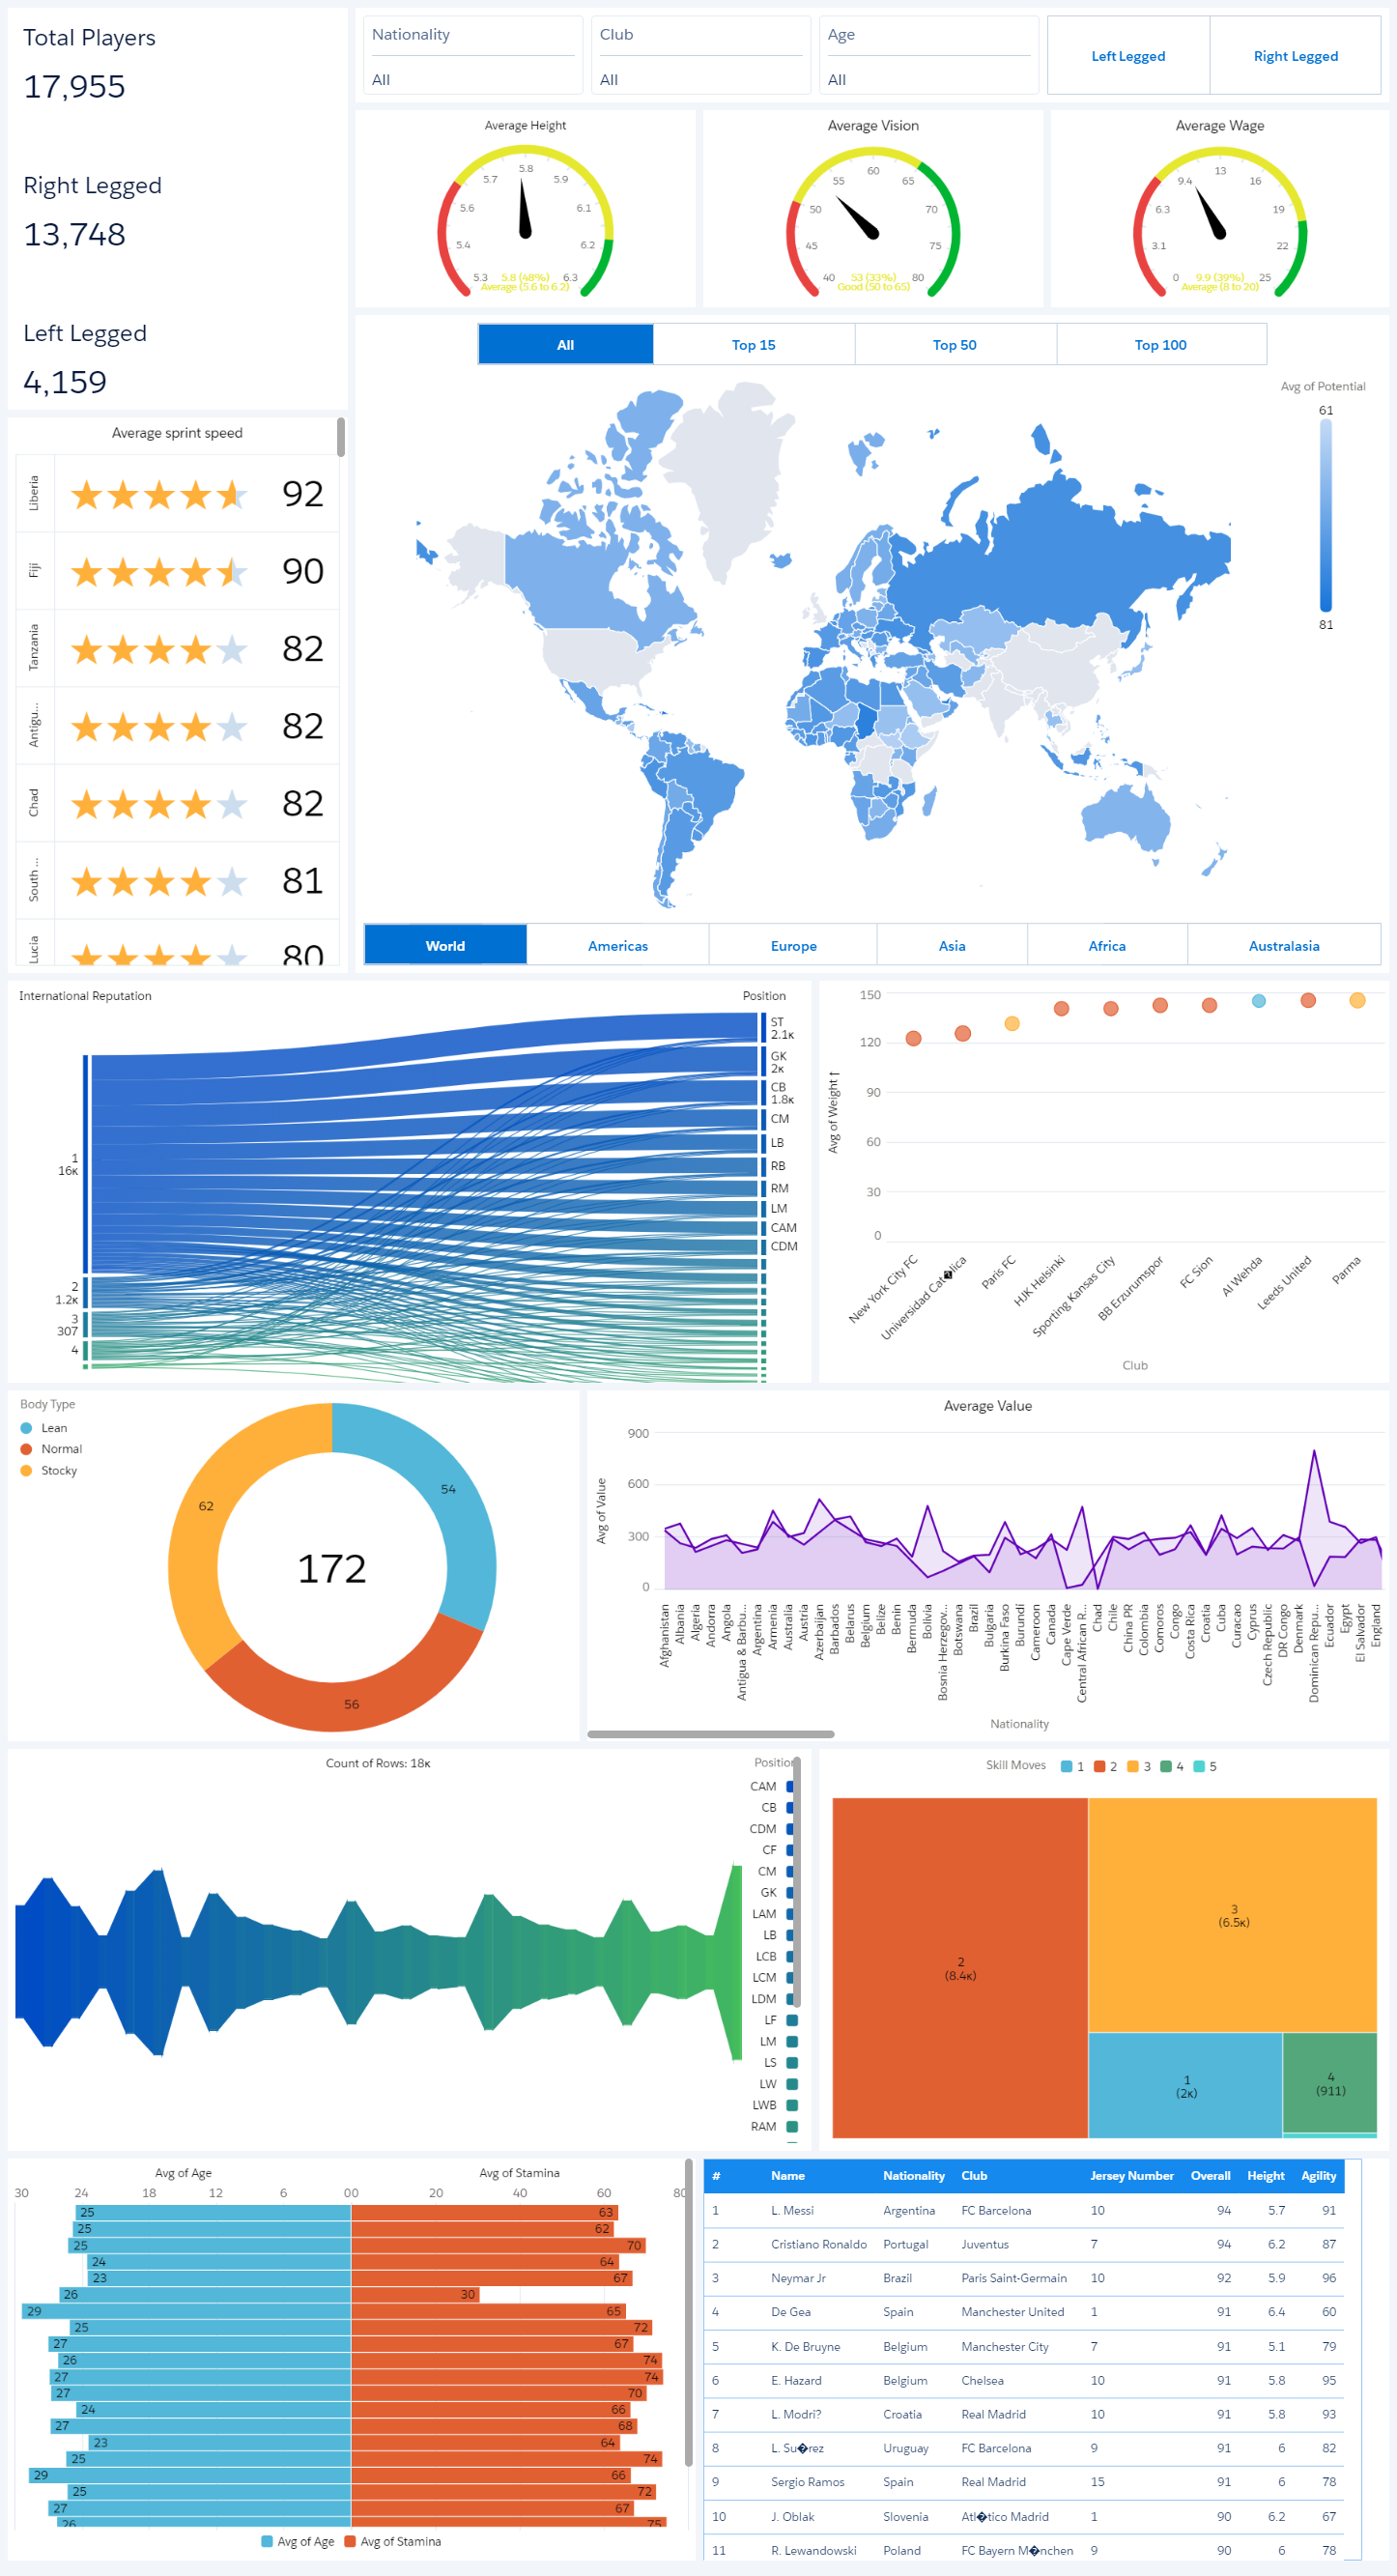 Total Players
17,955
Right Legged
13,748
Left Legged
4,159
Nationality
All
Club
All
Age
All
Left Legged
Right Legged
Average Height
5.3
5.4
5.6
5.7
5.8
5.9
6.1
6.2
6.3
5.8 (48%)
Average (5.6 to 6.2)
Average Vision
40
45
50
55
60
65
70
75
80
53 (33%)
Good (50 to 65)
Average Wage
0
3.1
6.3
9.4
13
16
19
22
25
9.9 (39%)
Average (8 to 20)
All
Top 15
Top 50
Top 100
Avg of Potential
61
81
World
Americas
Europe
Asia
Africa
Australasia
Average sprint speed
Liberia
92
Fiji
90
Tanzania
82
Antigu...
82
Chad
82
South ...
81
Lucia
80
International Reputation
Position
1
16K
2
1.2K
3
307
4
ST
2.1K
GK
2K
CB
1.8K
CM
LB
RB
RM
LM
CAM
CDM
Avg of Weight ↑
150
120
90
60
30
0
New York City FC
Universidad Cat�lica
Paris FC
HJK Helsinki
Sporting Kansas City
BB Erzurumspor
FC Sion
Al Wehda
Leeds United
Parma
Club
Body Type
Lean
Normal
Stocky
54
62
56
172
Average Value
Avg of Value
900
600
300
0
Afghanistan
Albania
Algeria
Andorra
Angola
Antigua & Barbu...
Argentina
Armenia
Australia
Austria
Azerbaijan
Barbados
Belarus
Belgium
Belize
Benin
Bermuda
Bolivia
Bosnia Herzegov...
Botswana
Brazil
Bulgaria
Burkina Faso
Burundi
Cameroon
Canada
Cape Verde
Central African R...
Chad
Chile
China PR
Colombia
Comoros
Congo
Costa Rica
Croatia
Cuba
Curacao
Cyprus
Czech Republic
DR Congo
Denmark
Dominican Repu...
Ecuador
Egypt
El Salvador
England
Nationality
Count of Rows: 18K
Position
CAM
CB
CDM
CF
CM
GK
LAM
LB
LCB
LCM
LDM
LF
LM
LS
LW
LWB
RAM
Skill Moves
1
2
3
4
5
2
(8.4K)
3
(6.5K)
1
(2K)
4
(911)
Avg of Age
Avg of Stamina
30 24 18 12 6 00 20 40 60 80
25 63
25 62
25 70
24 64
23 67
26 30
29 65
25 72
27 67
26 74
27 74
27 70
24 66
27 68
23 64
25 74
29 66
25 72
27 67
26 75
Avg of Age
Avg of Stamina
# Name Nationality Club Jersey Number Overall Height Agility
1 L. Messi Argentina FC Barcelona 10 94 5.7 91
2 Cristiano Ronaldo Portugal Juventus 7 94 6.2 87
3 Neymar Jr Brazil Paris Saint-Germain 10 92 5.9 96
4 De Gea Spain Manchester United 1 91 6.4 60
5 K. De Bruyne Belgium Manchester City 7 91 5.1 79
6 E. Hazard Belgium Chelsea 10 91 5.8 95
7 L. Modri? Croatia Real Madrid 10 91 5.8 93
8 L. Su�rez Uruguay FC Barcelona 9 91 6 82
9 Sergio Ramos Spain Real Madrid 15 91 6 78
10 J. Oblak Slovenia Atl�tico Madrid 1 90 6.2 67
11 R. Lewandowski Poland FC Bayern M�nchen 9 90 6 78